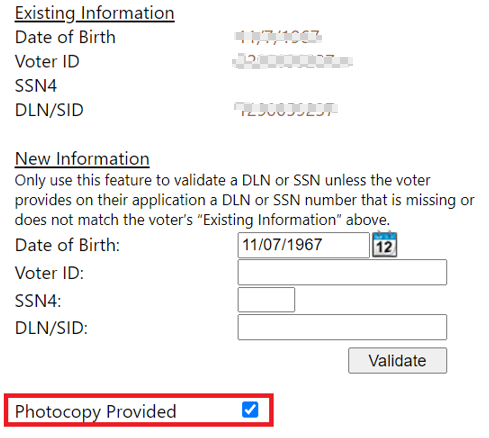 Existing Information
Date of Birth
Voter ID
SSN4
DLN/SID
New Information
Only use this feature to validate a DLN or SSN unless the voter
provides on their application a DLN or SSN number that is missing or
does not match the voter's “Existing Information” above.
Date of Birth: 11/07/1967 12
Voter ID:
SSN4:
DLN/SID:
Validate
Photocopy Provided